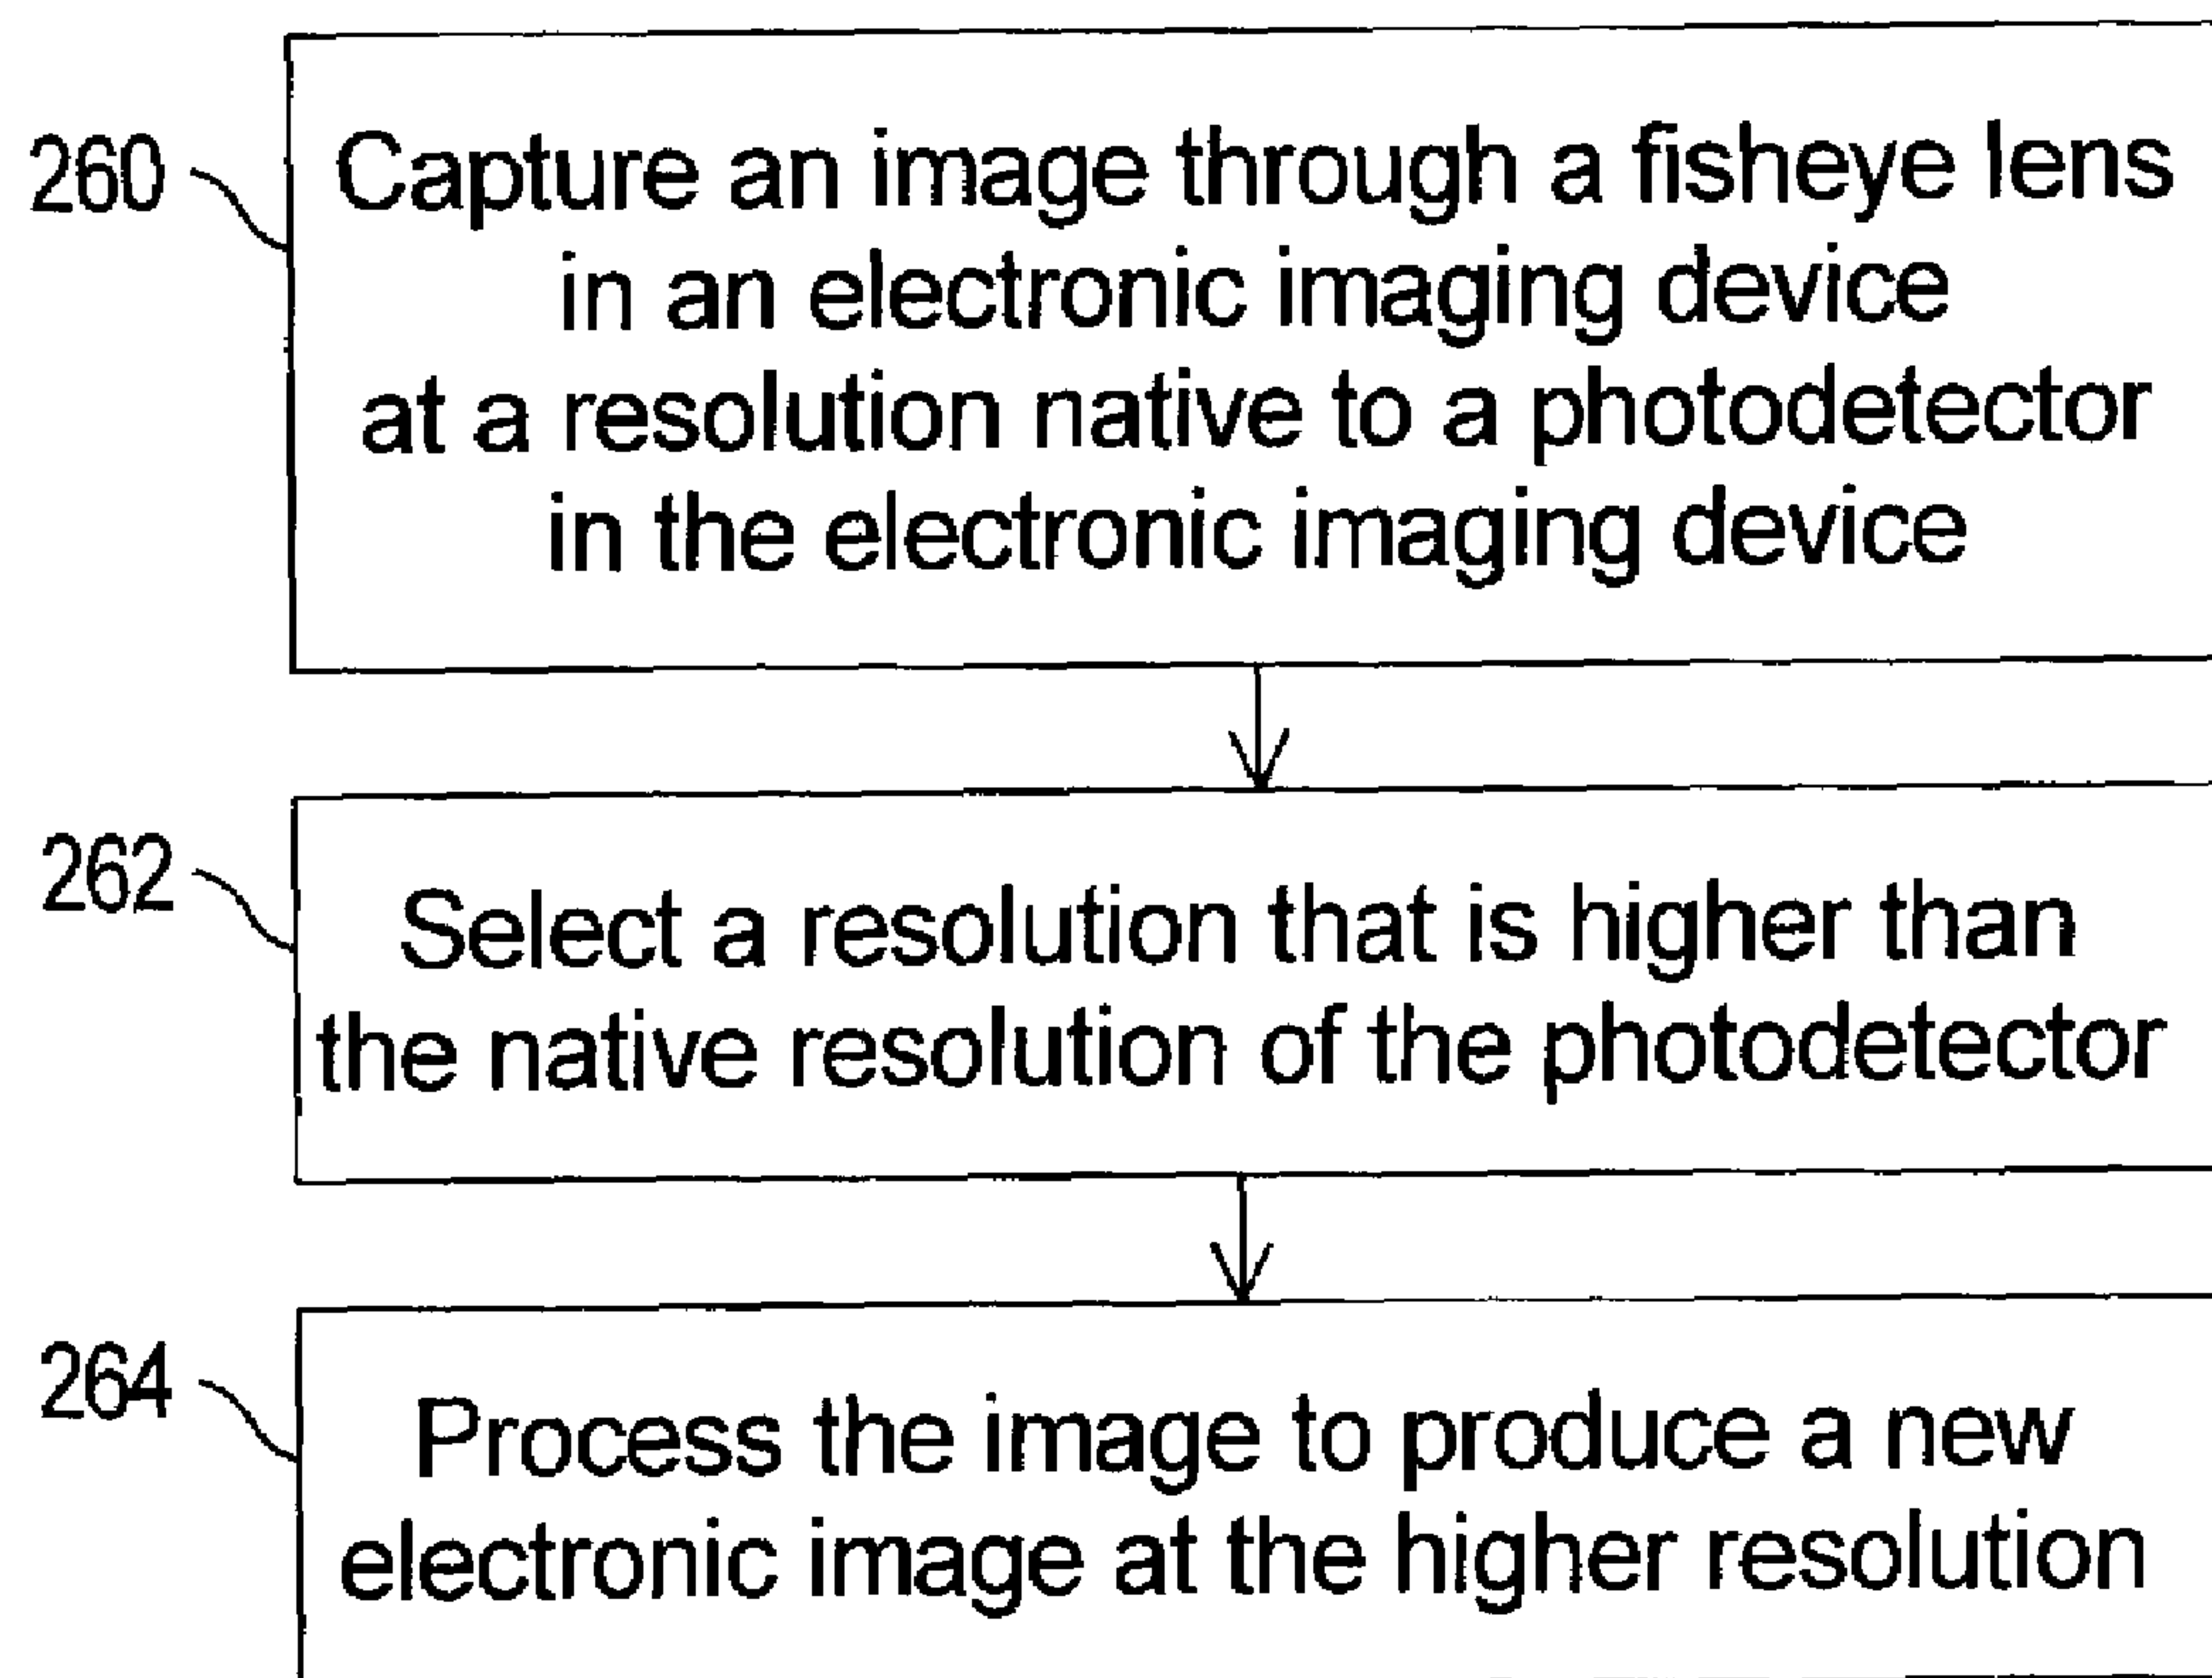 260
Capture an image through a fisheye lens
in an electronic imaging device
at a resolution native to a photodetector
in the electronic imaging device
262
Select a resolution that is higher than
the native resolution of the photodetector
264
Process the image to produce a new
electronic image at the higher resolution